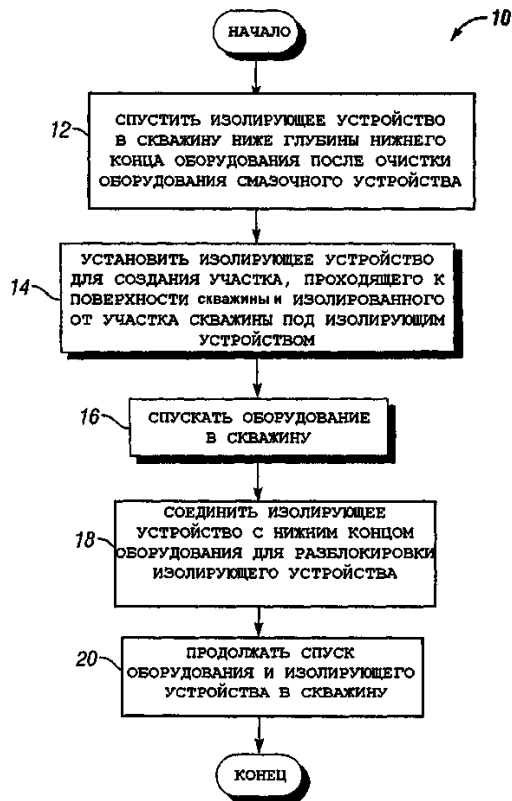 10
НАЧАЛО
12
СПУСТИТЬ ИЗОЛИРУЮЩЕЕ УСТРОЙСТВО
В СКВАЖИНУ НИЖЕ ГЛУБИНЫ НИЖНЕГО
КОНЦА ОБОРУДОВАНИЯ ПОСЛЕ ОЧИСТКИ
ОБОРУДОВАНИЯ СМАЗОЧНОГО УСТРОЙСТВА
14
УСТАНОВИТЬ ИЗОЛИРУЮЩЕЕ УСТРОЙСТВО
ДЛЯ СОЗДАНИЯ УЧАСТКА, ПРОХОДЯЩЕГО К
ПОВЕРХНОСТИ скважины и ИЗОЛИРОВАННОГО
ОТ УЧАСТКА СКВАЖИНЫ ПОД ИЗОЛИРУЮЩИМ
УСТРОЙСТВОМ
16
СПУСКАТЬ ОБОРУДОВАНИЕ
В СКВАЖИНУ
18
СОЕДИНИТЬ ИЗОЛИРУЮЩЕЕ
УСТРОЙСТВО С НИЖНИМ КОНЦОМ
ОБОРУДОВАНИЯ ДЛЯ РАЗБЛОКИРОВКИ
ИЗОЛИРУЮЩЕГО УСТРОЙСТВА
20
ПРОДОЛЖАТЬ СПУСК
ОБОРУДОВАНИЯ И ИЗОЛИРУЮЩЕГО
УСТРОЙСТВА В СКВАЖИНУ
КОНЕЦ